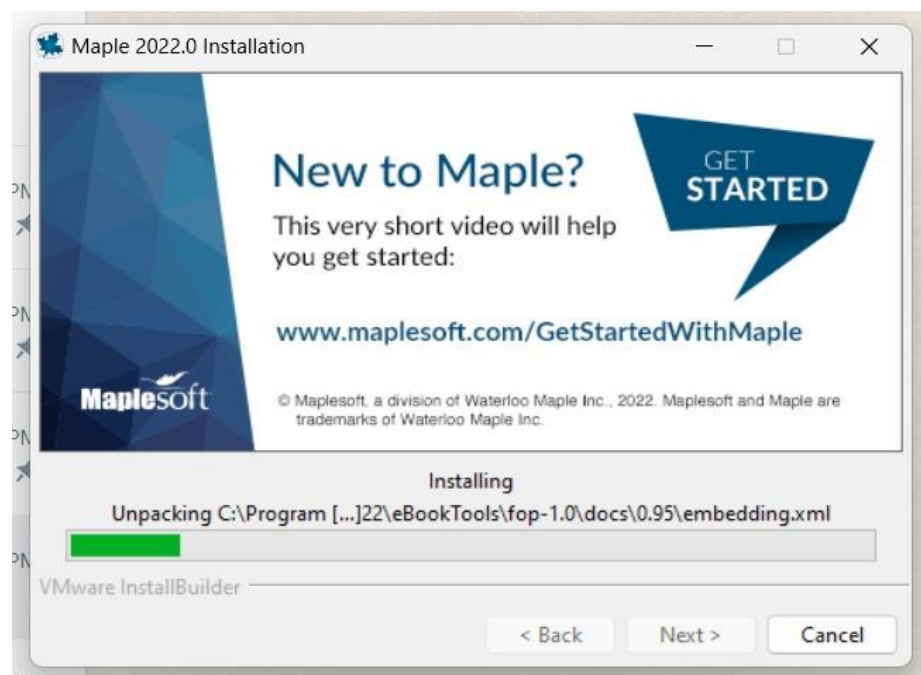 Maple 2022.0 Installation
New to Maple?
GET
STARTED
This very short video will help
you get started:
www.maplesoft.com/GetStartedWithMaple
Maplesoft
© Maplesoft, a division of Waterloo Maple Inc., 2022. Maplesoft and Maple are
trademarks of Waterloo Maple Inc.
Installing
Unpacking C:\Program [...]22\eBookTools\fop-1.0\docs\0.95\embedding.xml
VMware InstallBuilder
< Back
Next >
Cancel